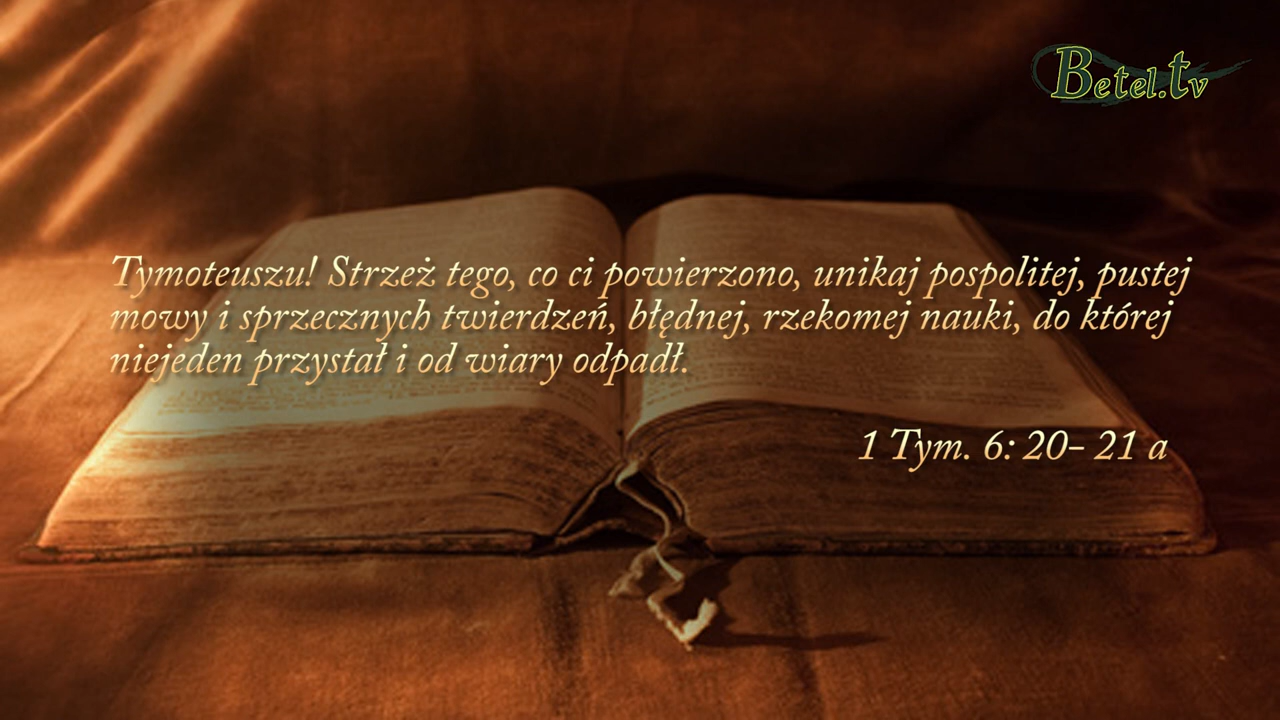 Betel.tv
Tymoteuszu! Strzeż tego, co ci powierzono, unikaj pospolitej, pustej
mowy i sprzecznych twierdzeń, błędnej, rzekomej nauki, do której
niejeden przystał i od wiary odpadł.
1 Tym. 6: 20- 21 a